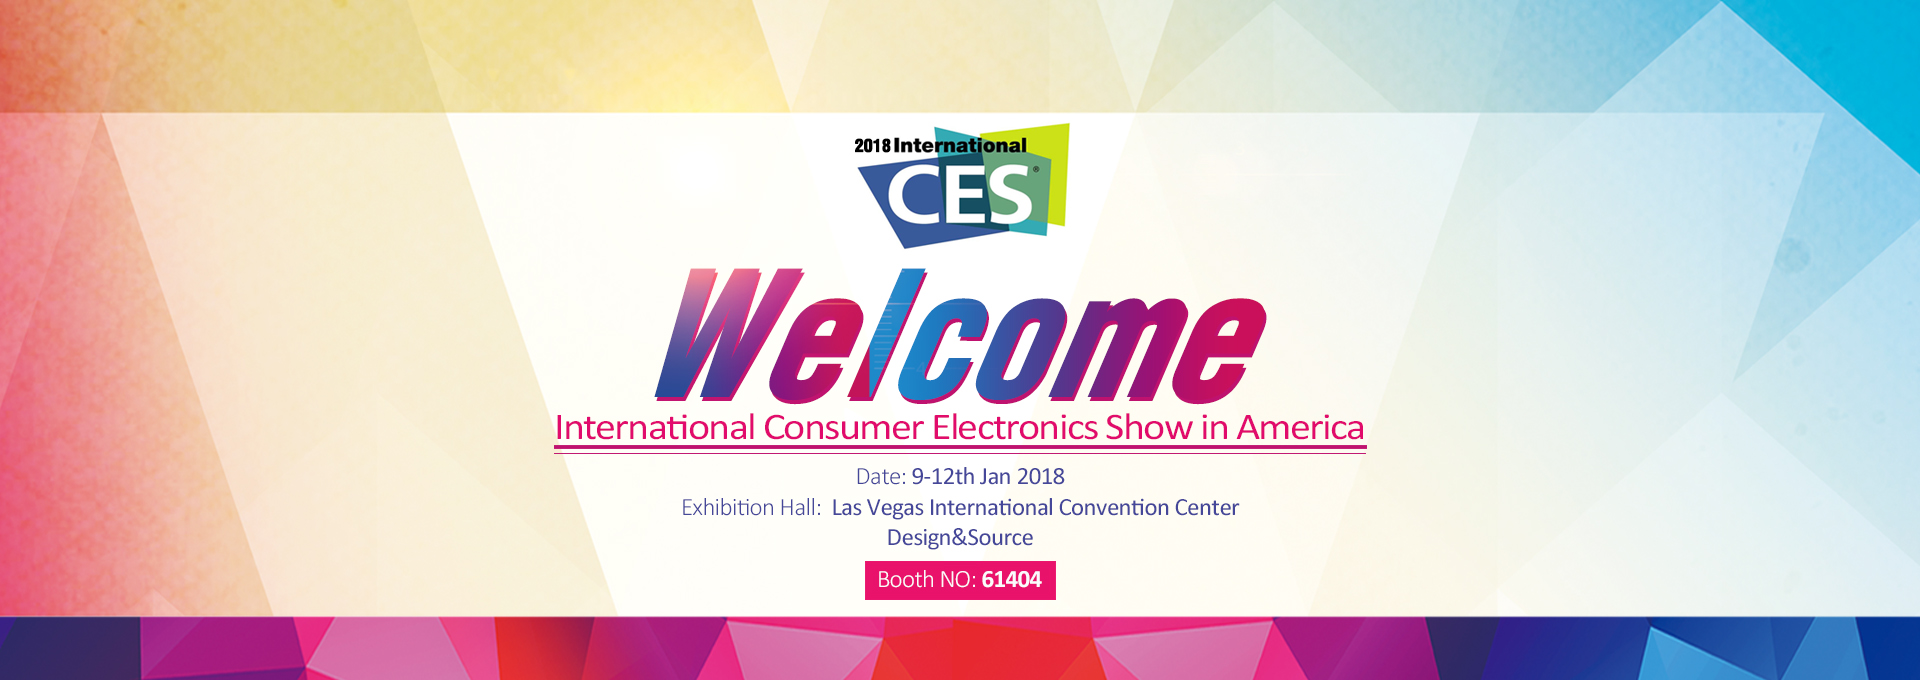 2018 International
CES®
Welcome
International Consumer Electronics Show in America
Date: 9-12th Jan 2018
Exhibition Hall: Las Vegas International Convention Center
Design&Source
Booth NO: 61404